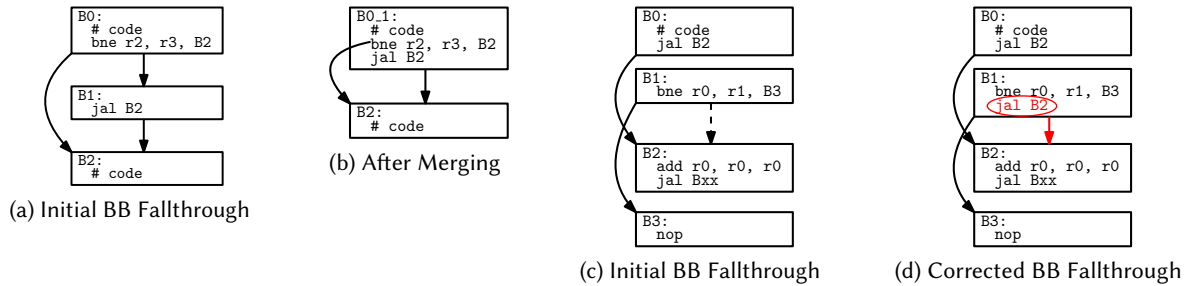 B0:
# code
bne r2, r3, B2
B1:
jal B2
B2:
# code
(a) Initial BB Fallthrough
B0_1:
# code
bne r2, r3, B2
jal B2
B2:
# code
(b) After Merging
B0:
# code
jal B2
B1:
bne r0, r1, B3
B2:
add r0, r0, r0
jal Bxx
B3:
nop
(c) Initial BB Fallthrough
B0:
# code
jal B2
B1:
bne r0, r1, B3
jal B2
B2:
add r0, r0, r0
jal Bxx
B3:
nop
(d) Corrected BB Fallthrough